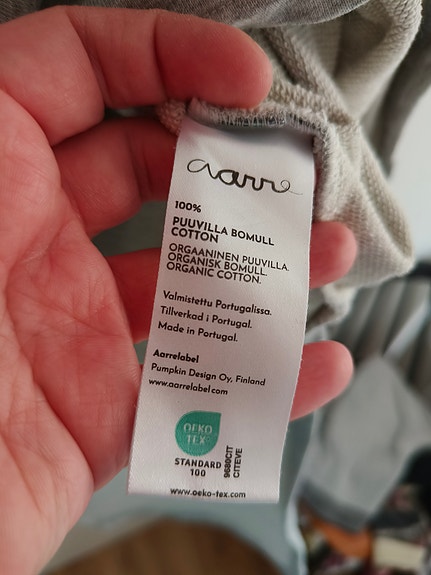 aarre
100%
PUUVILLA BOMULL
COTTON
ORGAANINEN PUUVILLA.
ORGANISK BOMULL.
ORGANIC COTTON.
Valmistettu Portugalissa.
Tillverkad i Portugal.
Made in Portugal.
Aarrelabel
Pumpkin Design Oy, Finland
www.aarrelabel.com
OEKO
TEX
STANDARD
100
9680CIT
CITEVE
www.oeko-tex.com